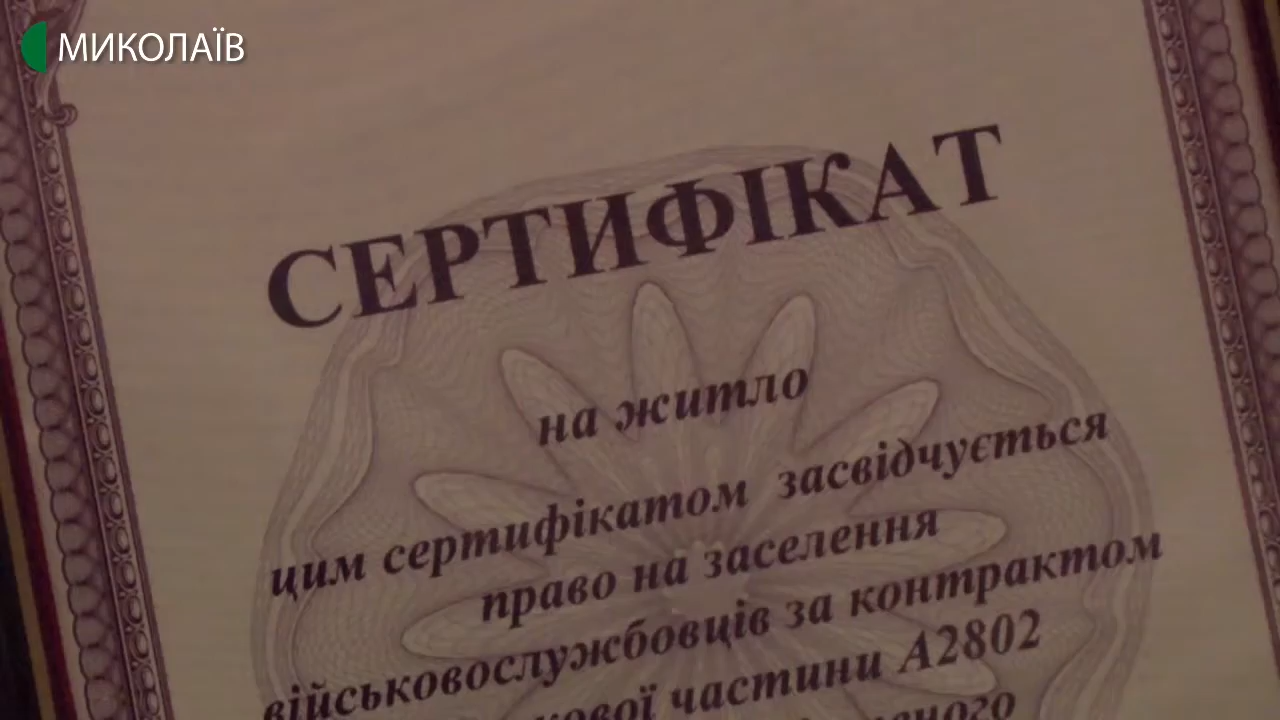 МИКОЛАЇВ
СЕРТИФІКАТ
на житло
цим сертифікатом засвідчується
право на заселення
військовослужбовців за контрактом
частини А2802